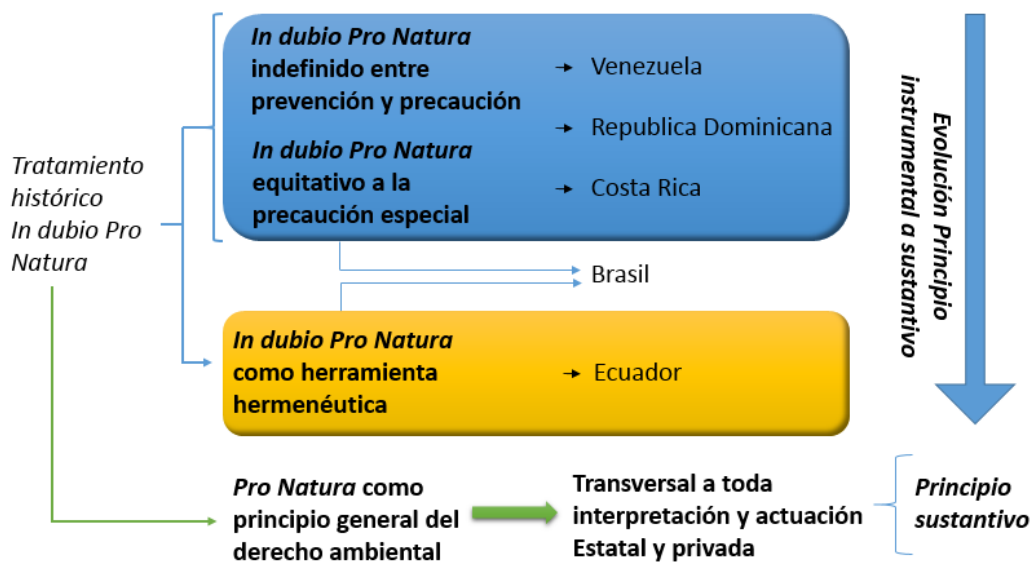 Tratamiento
histórico
In dubio Pro
Natura
In dubio Pro Natura
indefinido entre
prevención y precaución
In dubio Pro Natura
equitativo a la
precaución especial
Venezuela
Republica Dominicana
Costa Rica
Brasil
In dubio Pro Natura
como herramienta
hermenéutica
Ecuador
Pro Natura como
principio general del
derecho ambiental
Transversal a toda
interpretación y actuación
Estatal y privada
Principio
sustantivo
Evolución Principio
instrumental a sustantivo